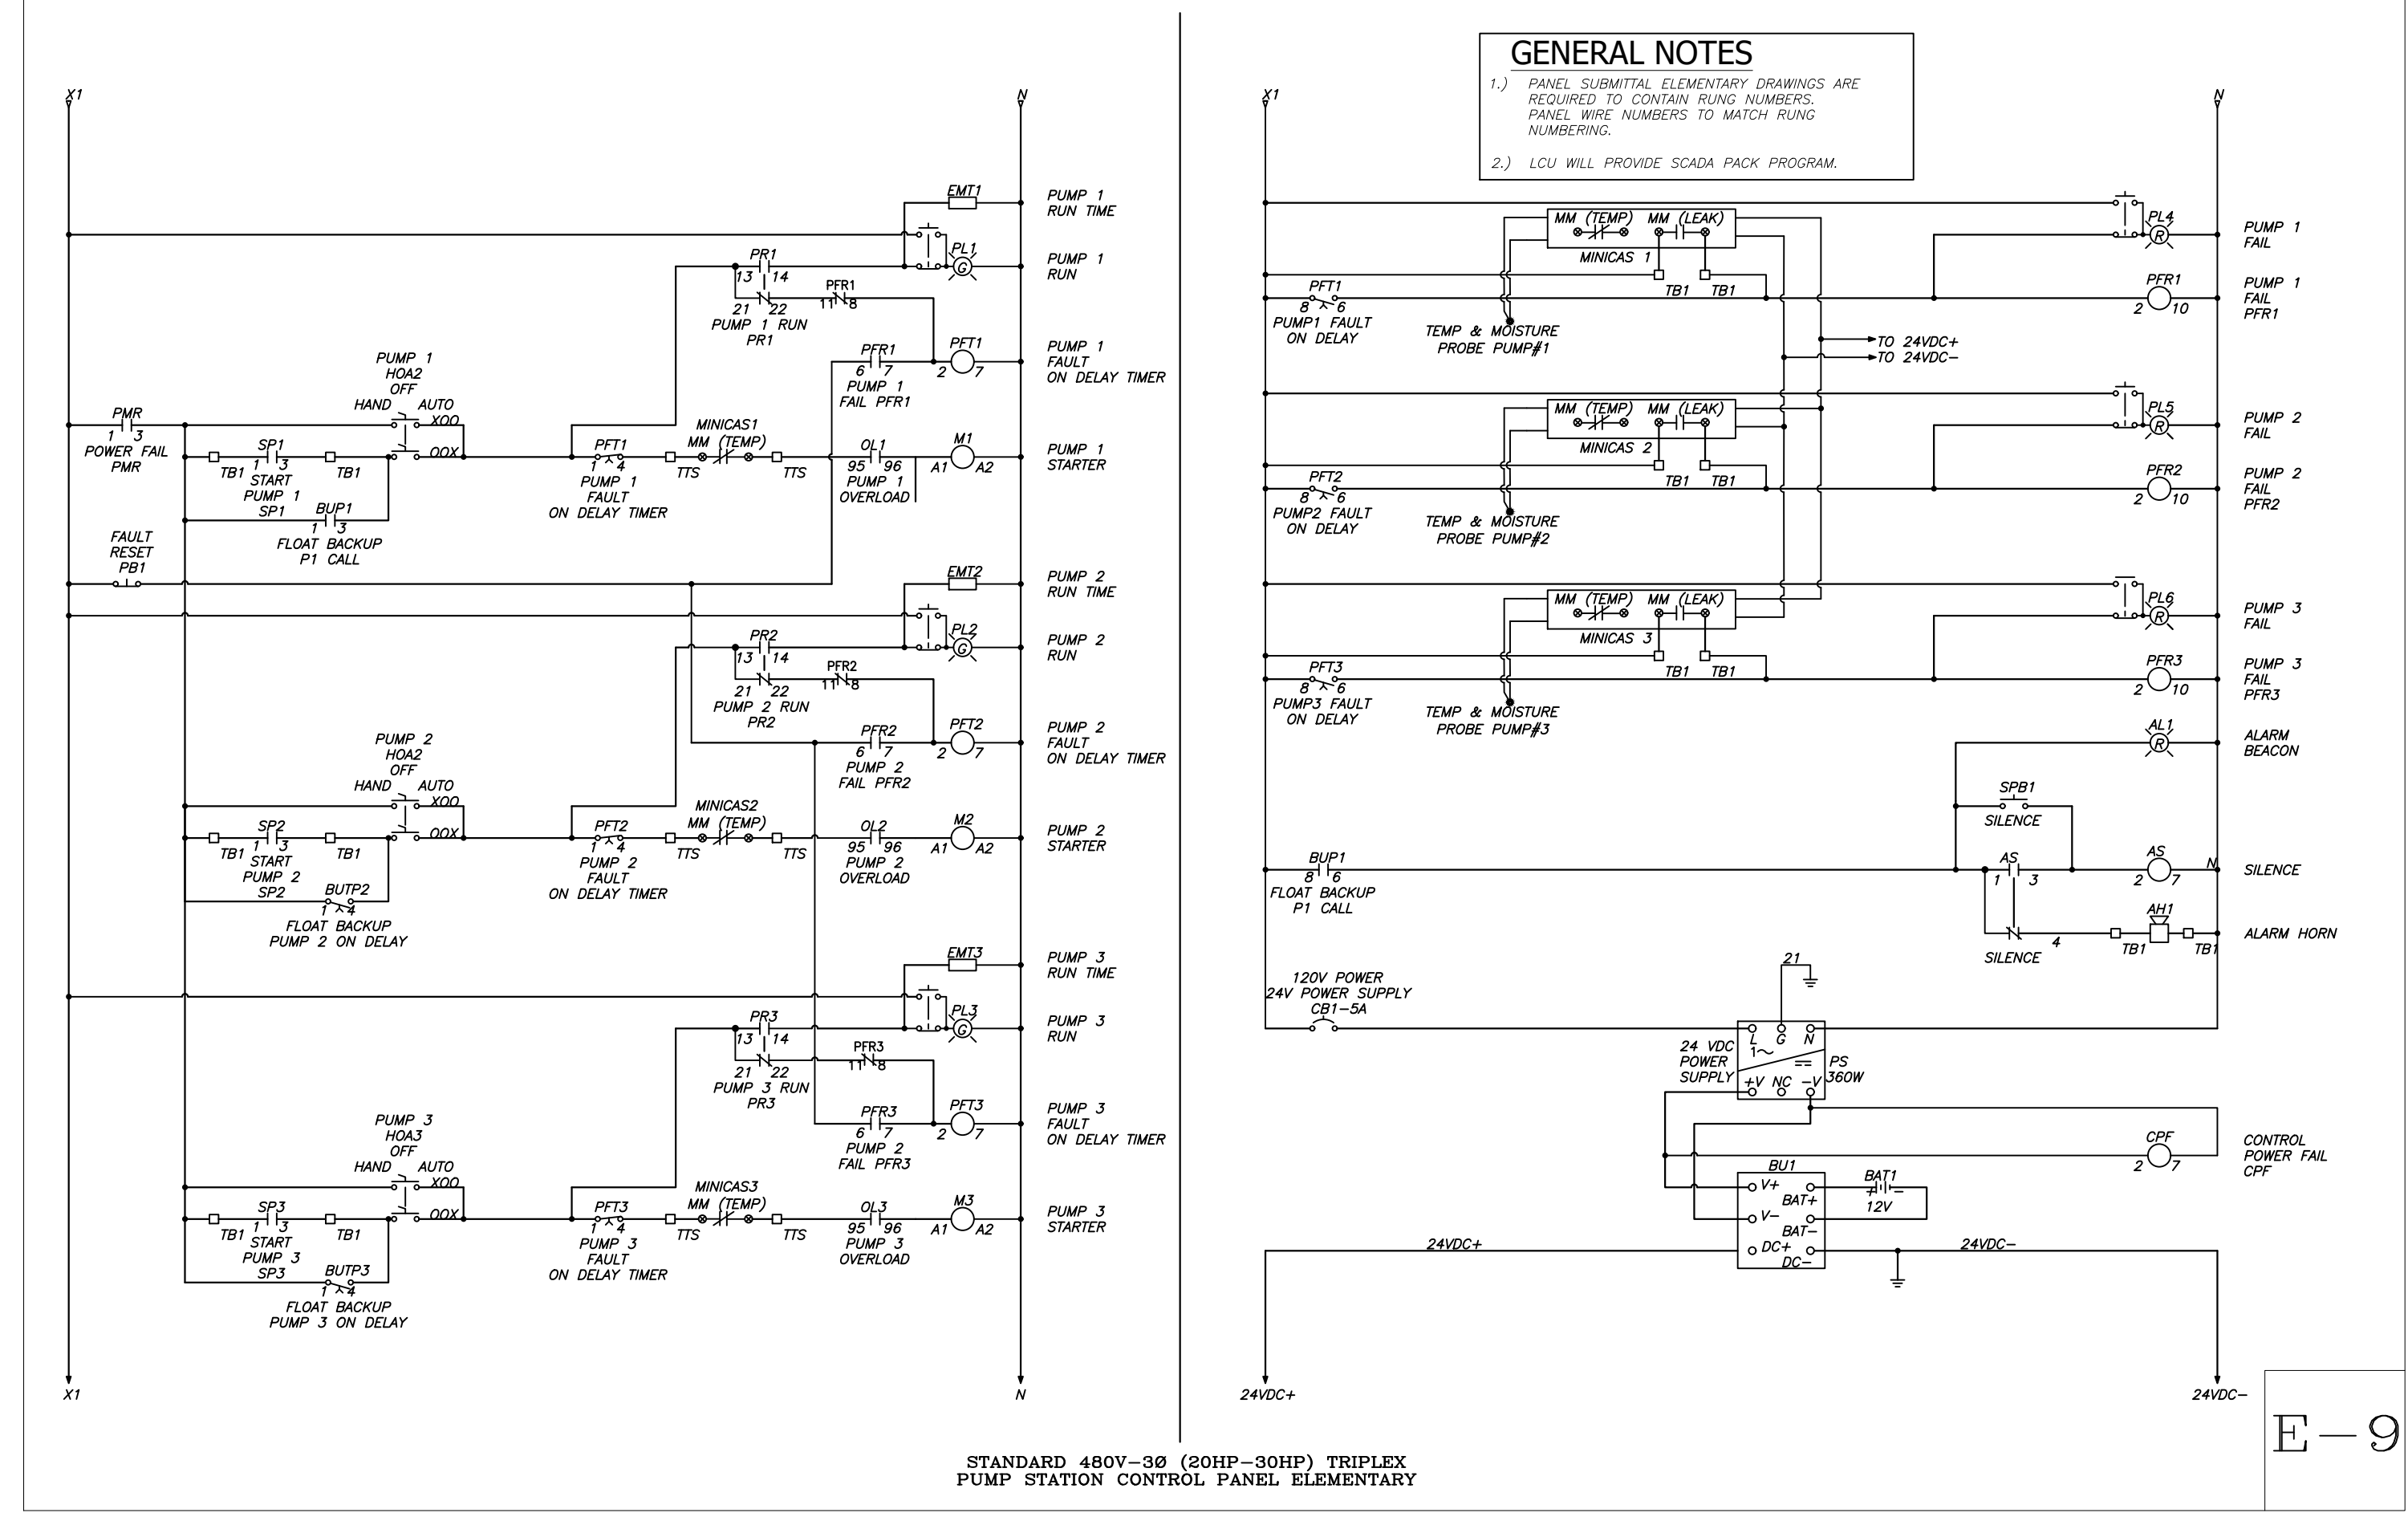 GENERAL NOTES
1.) PANEL SUBMITTAL ELEMENTARY DRAWINGS ARE
REQUIRED TO CONTAIN RUNG NUMBERS.
PANEL WIRE NUMBERS TO MATCH RUNG
NUMBERING.
2.) LCU WILL PROVIDE SCADA PACK PROGRAM.
X1
N
EMT1
PUMP 1
RUN TIME
PL1
G
PUMP 1
RUN
PR1
13 14
PFR1
11 8
21 22
PUMP 1 RUN
PR1
PFR1
6 7
PUMP 1
FAIL PFR1
PFT1
2 7
PUMP 1
FAULT
ON DELAY TIMER
PUMP 1
HOA2
OFF
HAND AUTO
XOO
OOX
PMR
1 3
POWER FAIL
PMR
TB1
SP1
1 3
START
PUMP 1
SP1
TB1
BUP1
1 3
FLOAT BACKUP
P1 CALL
PFT1
1 4
PUMP 1
FAULT
ON DELAY TIMER
MINICAS1
MM (TEMP)
TTS
TTS
OL1
95 96
PUMP 1
OVERLOAD
M1
A1 A2
PUMP 1
STARTER
FAULT
RESET
PB1
EMT2
PUMP 2
RUN TIME
PL2
G
PUMP 2
RUN
PR2
13 14
PFR2
11 8
21 22
PUMP 2 RUN
PR2
PFR2
6 7
PUMP 2
FAIL PFR2
PFT2
2 7
PUMP 2
FAULT
ON DELAY TIMER
PUMP 2
HOA2
OFF
HAND AUTO
XOO
OOX
TB1
SP2
1 3
START
PUMP 2
SP2
TB1
BUTP2
1 4
FLOAT BACKUP
PUMP 2 ON DELAY
PFT2
1 4
PUMP 2
FAULT
ON DELAY TIMER
MINICAS2
MM (TEMP)
TTS
TTS
OL2
95 96
PUMP 2
OVERLOAD
M2
A1 A2
PUMP 2
STARTER
EMT3
PUMP 3
RUN TIME
PL3
G
PUMP 3
RUN
PR3
13 14
PFR3
11 8
21 22
PUMP 3 RUN
PR3
PFR3
6 7
PUMP 2
FAIL PFR3
PFT3
2 7
PUMP 3
FAULT
ON DELAY TIMER
PUMP 3
HOA3
OFF
HAND AUTO
XOO
OOX
TB1
SP3
1 3
START
PUMP 3
SP3
TB1
BUTP3
1 4
FLOAT BACKUP
PUMP 3 ON DELAY
PFT3
1 4
PUMP 3
FAULT
ON DELAY TIMER
MINICAS3
MM (TEMP)
TTS
TTS
OL3
95 96
PUMP 3
OVERLOAD
M3
A1 A2
PUMP 3
STARTER
X1
N
X1
N
MM (TEMP) MM (LEAK)
MINICAS 1
TB1 TB1
PL4
R
PUMP 1
FAIL
PFT1
8 6
PUMP1 FAULT
ON DELAY
TEMP & MOISTURE
PROBE PUMP#1
PFR1
2 10
PUMP 1
FAIL
PFR1
TO 24VDC+
TO 24VDC-
MM (TEMP) MM (LEAK)
MINICAS 2
TB1 TB1
PL5
R
PUMP 2
FAIL
PFT2
8 6
PUMP2 FAULT
ON DELAY
TEMP & MOISTURE
PROBE PUMP#2
PFR2
2 10
PUMP 2
FAIL
PFR2
MM (TEMP) MM (LEAK)
MINICAS 3
TB1 TB1
PL6
R
PUMP 3
FAIL
PFT3
8 6
PUMP3 FAULT
ON DELAY
TEMP & MOISTURE
PROBE PUMP#3
PFR3
2 10
PUMP 3
FAIL
PFR3
AL1
R
ALARM
BEACON
SPB1
SILENCE
BUP1
8 6
FLOAT BACKUP
P1 CALL
AS
1 3
AS
2 7
N
SILENCE
4
SILENCE
TB1
AH1
TB1
ALARM HORN
120V POWER
24V POWER SUPPLY
CB1-5A
21
L G N
1~
24 VDC
POWER
SUPPLY
PS
360W
+V NC -V
CPF
2 7
CONTROL
POWER FAIL
CPF
BU1
V+
BAT+
BAT1
+ -
12V
V-
BAT-
DC+
DC-
24VDC+
24VDC-
24VDC+
24VDC-
E-9
STANDARD 480V-3Ø (20HP-30HP) TRIPLEX
PUMP STATION CONTROL PANEL ELEMENTARY